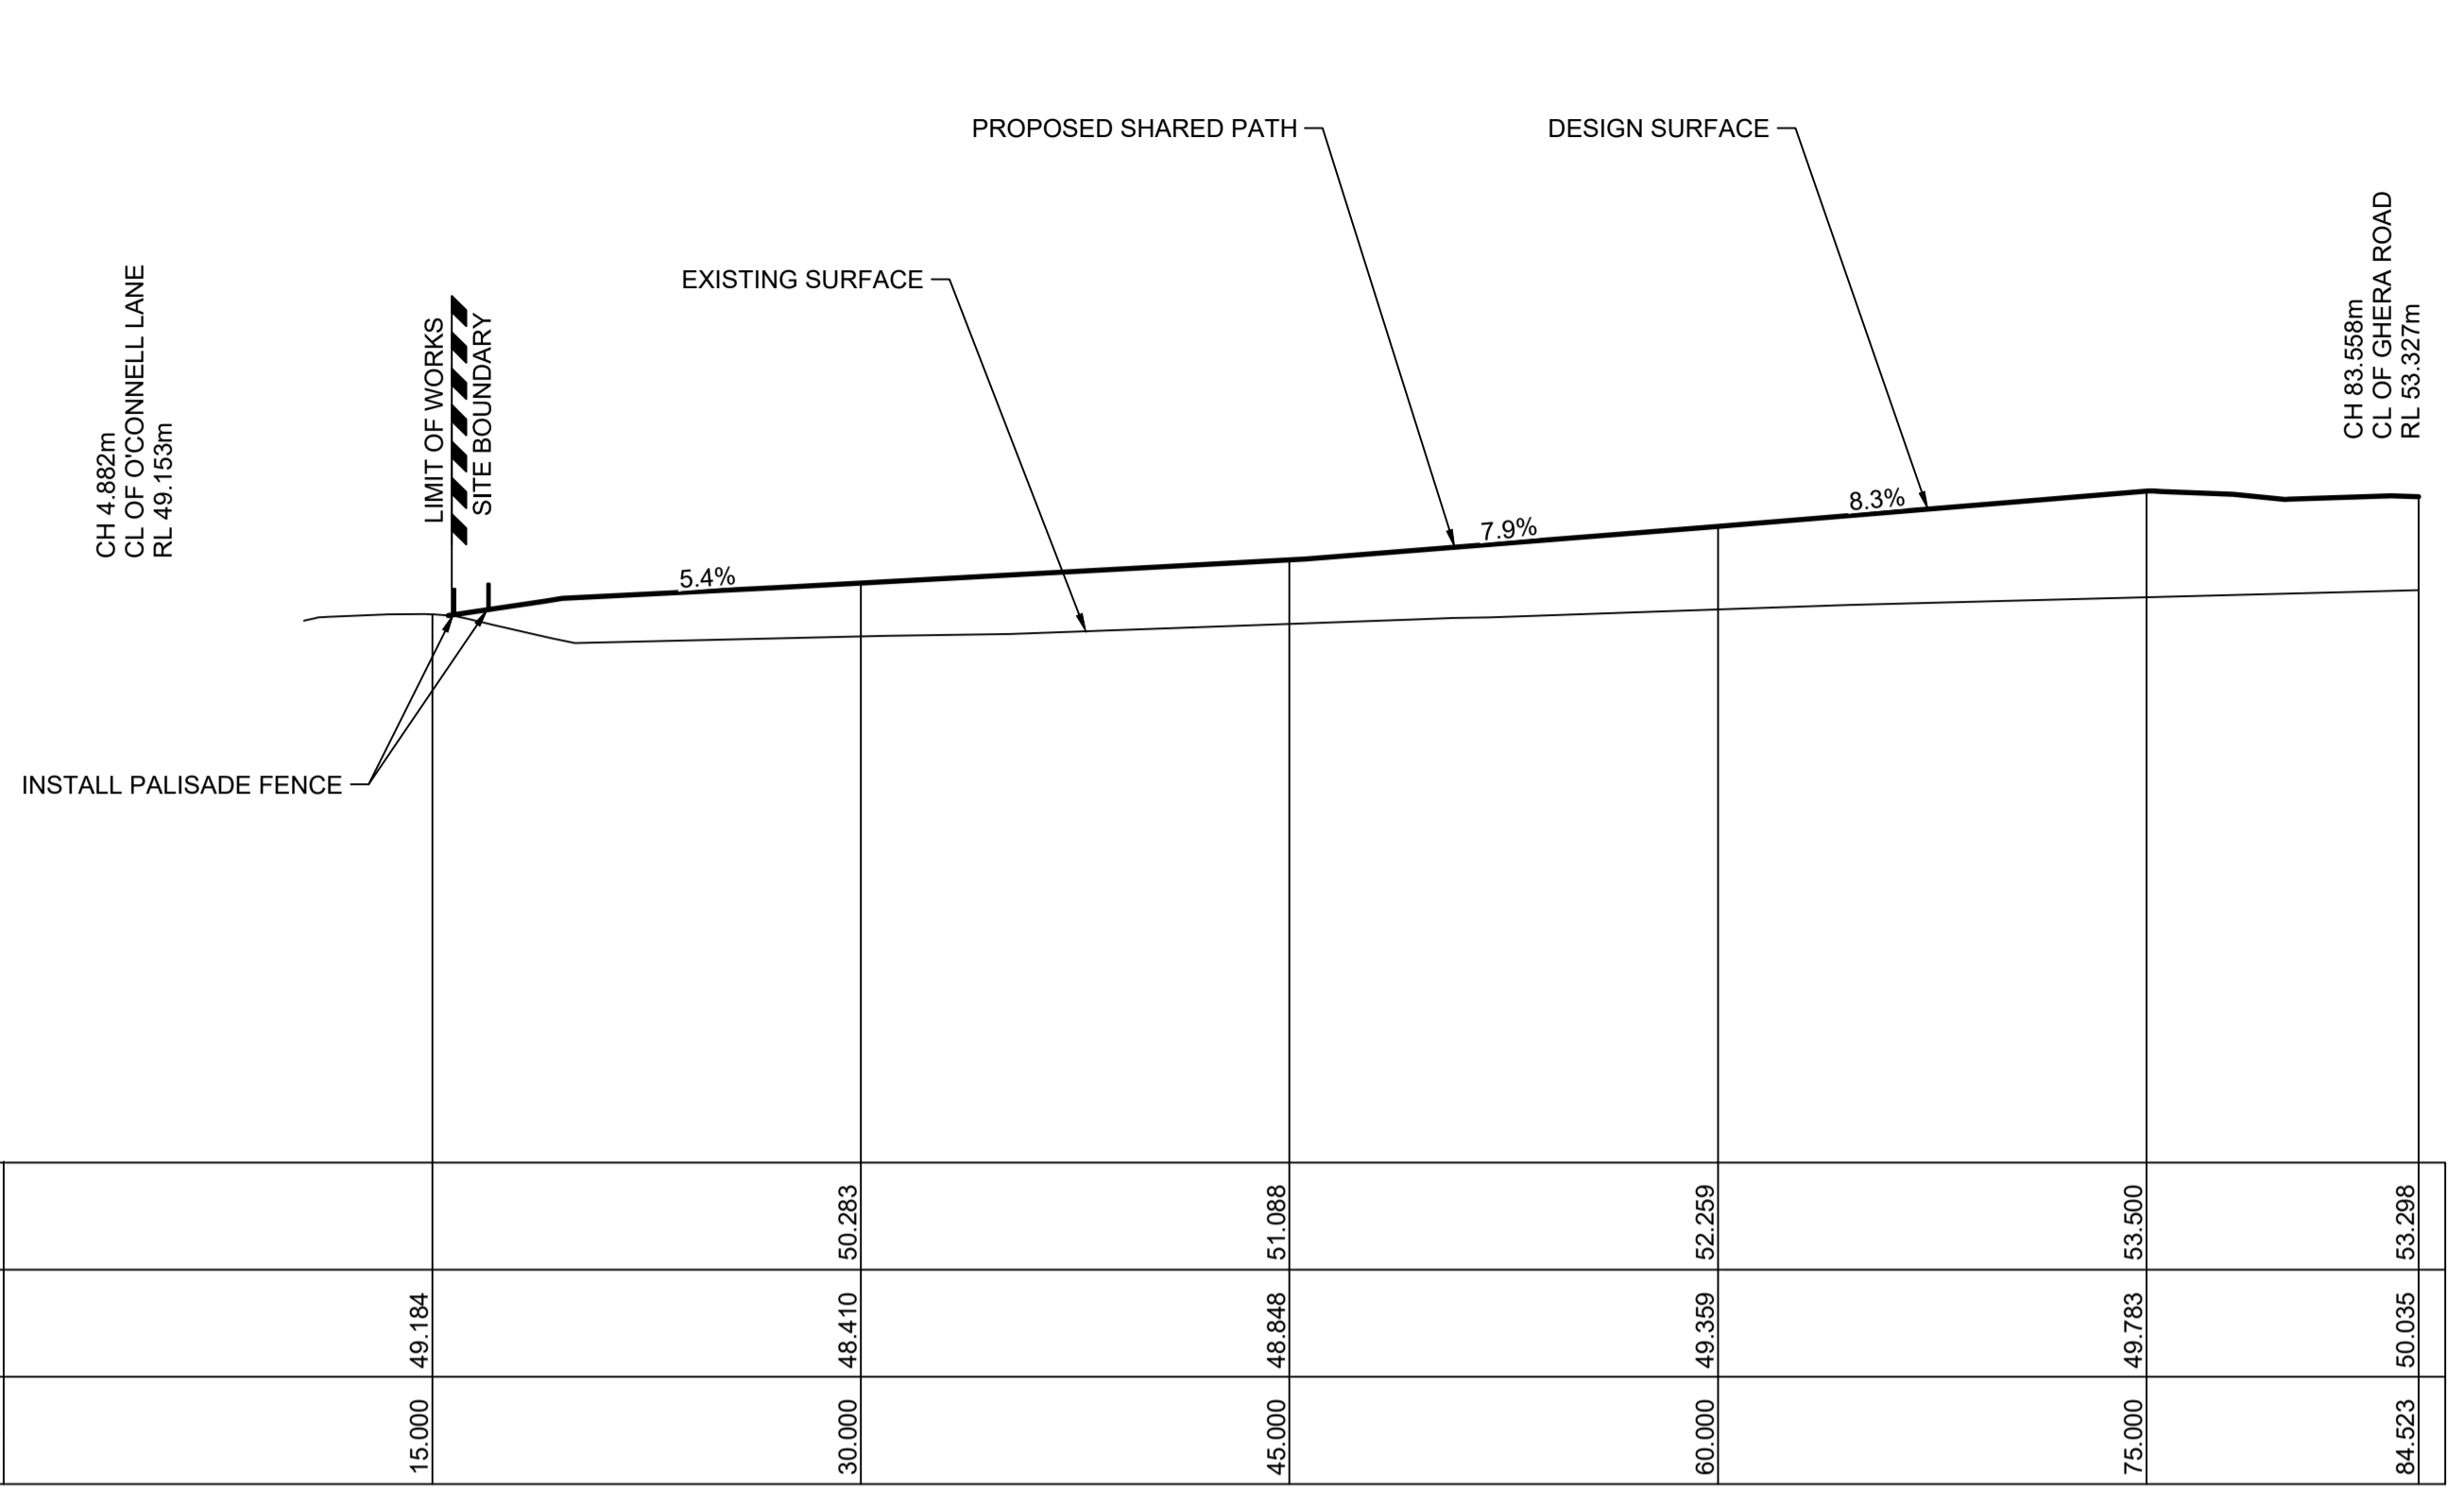 PROPOSED SHARED PATH
DESIGN SURFACE
EXISTING SURFACE
CH 4.882m
CL OF O'CONNELL LANE
RL 49.153m
LIMIT OF WORKS
SITE BOUNDARY
CH 83.558m
CL OF GHERA ROAD
RL 53.327m
5.4%
7.9%
8.3%
INSTALL PALISADE FENCE
50.283 51.088 52.259 53.500 53.298
49.184 48.410 48.848 49.359 49.783 50.035
15.000 30.000 45.000 60.000 75.000 84.523